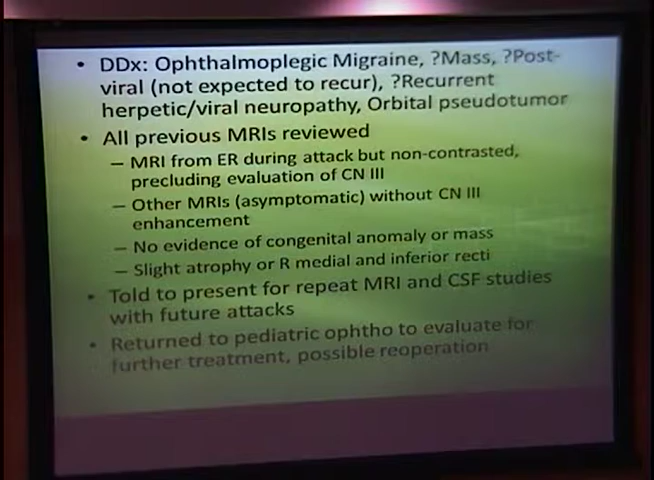 • DDx: Ophthalmoplegic Migraine, ?Mass, ?Post-
viral (not expected to recur), ?Recurrent
herpetic/viral neuropathy, Orbital pseudotumor
• All previous MRIs reviewed
– MRI from ER during attack but non-contrasted,
precluding evaluation of CN III
– Other MRIs (asymptomatic) without CN III
enhancement
– No evidence of congenital anomaly or mass
– Slight atrophy or R medial and inferior recti
• Told to present for repeat MRI and CSF studies
with future attacks
• Returned to pediatric ophtho to evaluate for
further treatment, possible reoperation